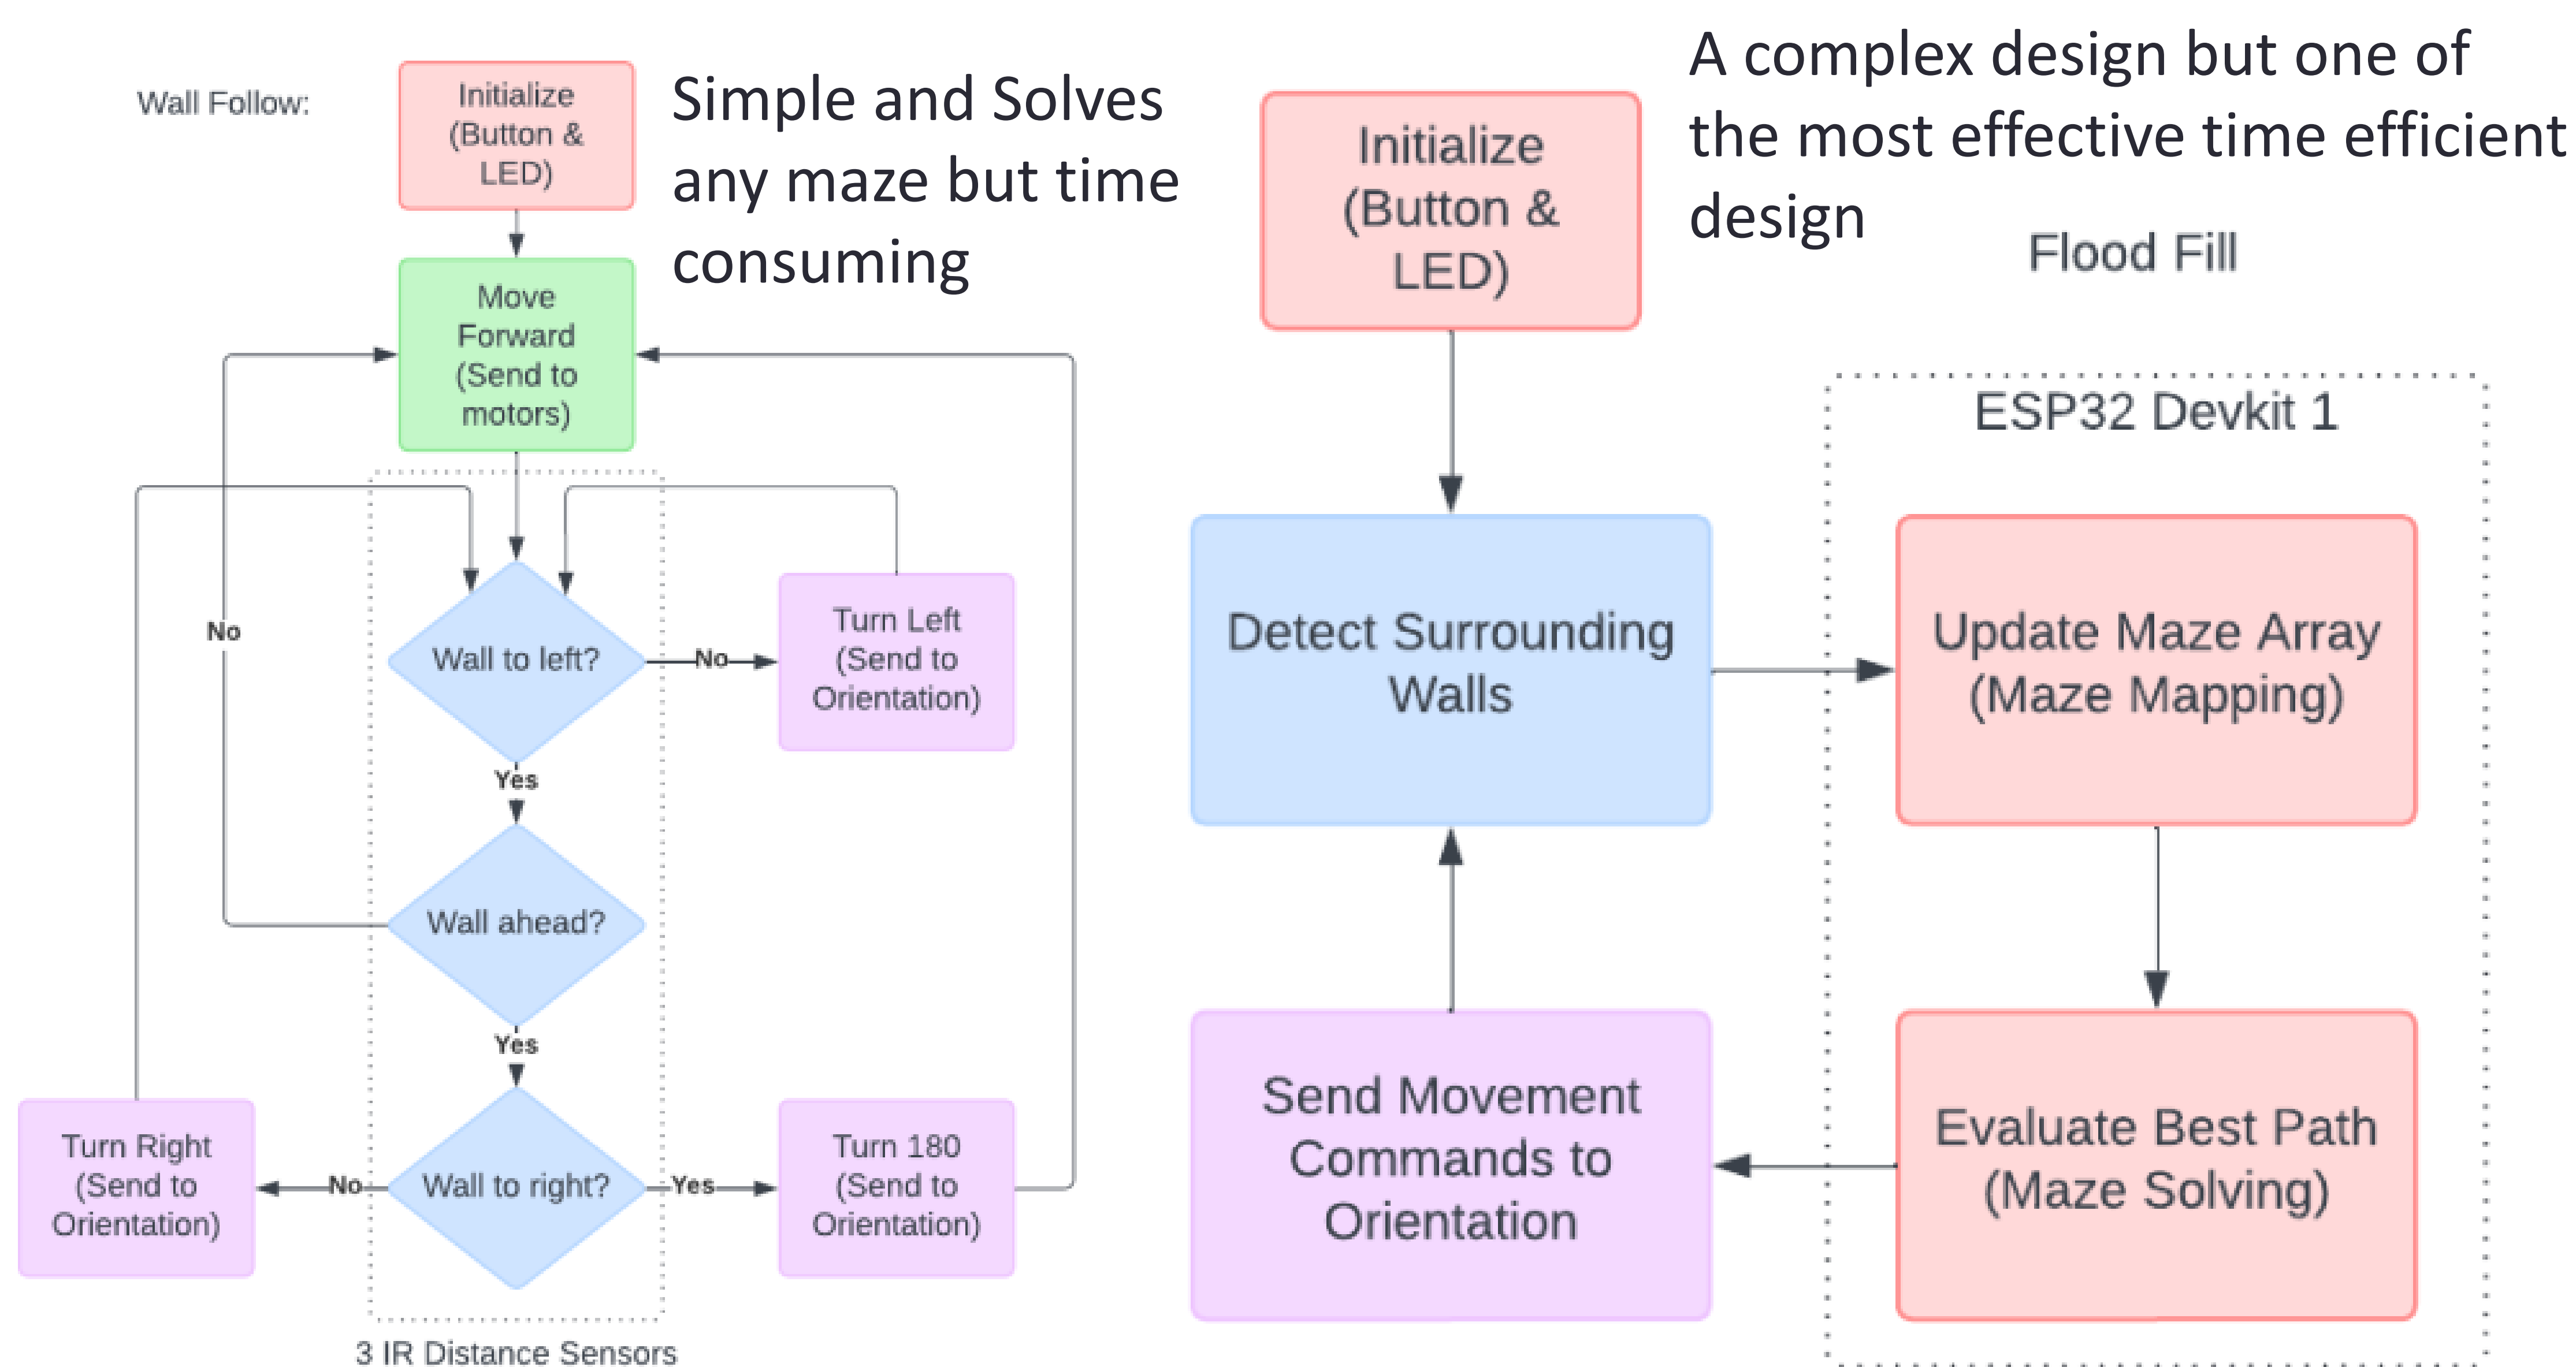 Wall Follow:
Initialize
(Button &
LED)
Simple and Solves
any maze but time
consuming
Move
Forward
(Send to
motors)
No
Wall to left?
No
Turn Left
(Send to
Orientation)
Yes
Wall ahead?
Yes
Turn Right
(Send to
Orientation)
No
Wall to right?
Yes
Turn 180
(Send to
Orientation)
3 IR Distance Sensors
A complex design but one of
the most effective time efficient
design
Flood Fill
Initialize
(Button &
LED)
ESP32 Devkit 1
Detect Surrounding
Walls
Update Maze Array
(Maze Mapping)
Send Movement
Commands to
Orientation
Evaluate Best Path
(Maze Solving)